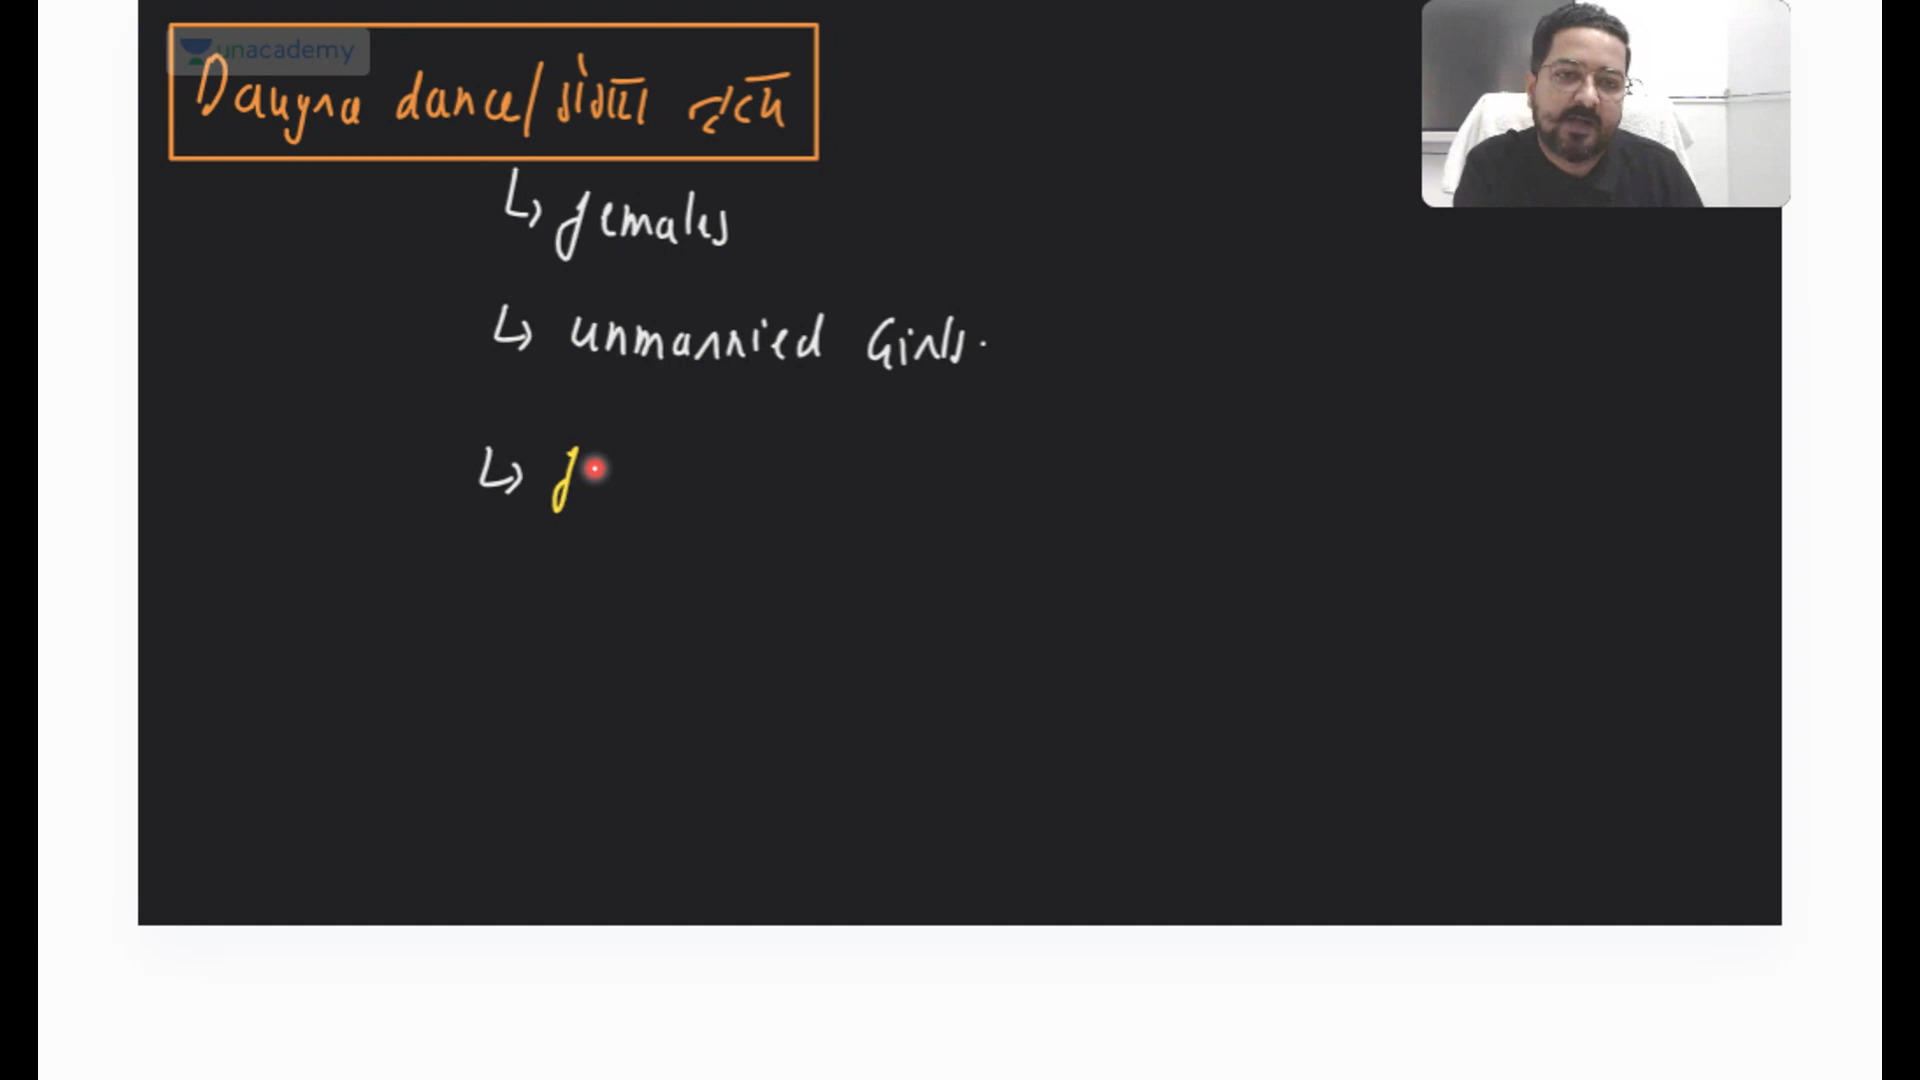 unacademy
Daugra dance/डांगरा नृत्य
↳ females
↳ unmarried Girls.
↳ f